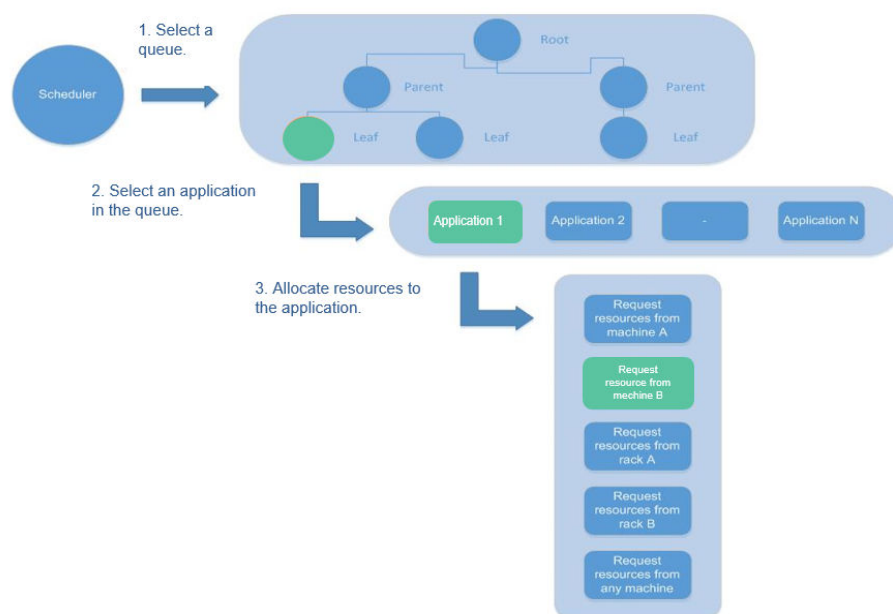 1. Select a
queue.
Root
Scheduler
Parent
Parent
Leaf
Leaf
Leaf
2. Select an application
in the queue.
Application 1
Application 2
-
Application N
3. Allocate resources to
the application.
Request
resources from
machine A
Request
resource from
mechine B
Request
resources from
rack A
Request
resources from
rack B
Request
resources from
any machine